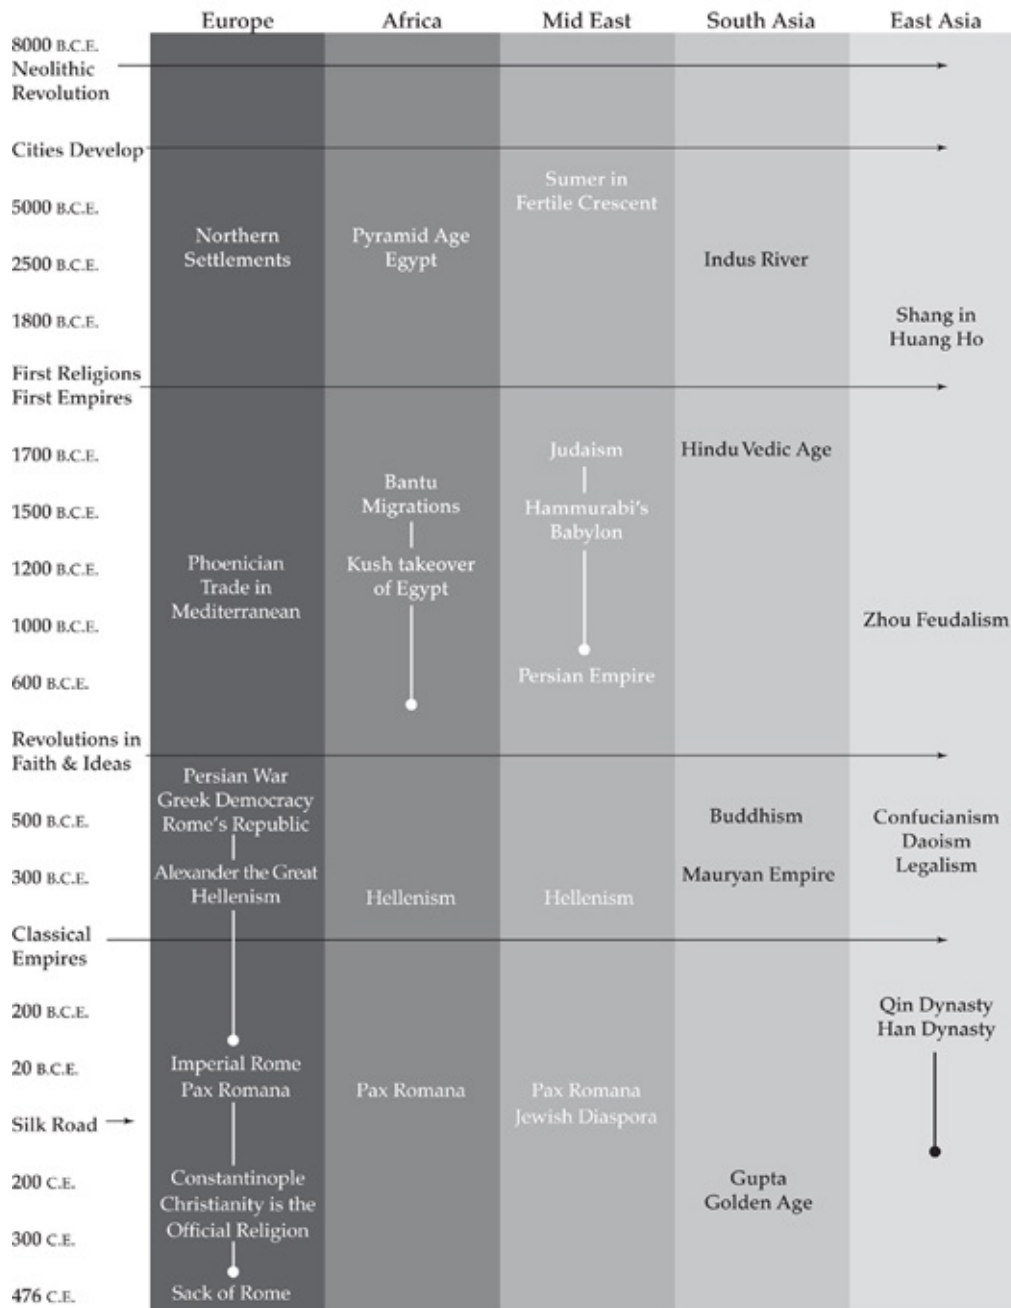 Europe Africa Mid East South Asia East Asia
8000 B.C.E.
Neolithic
Revolution
Cities Develop
Sumer in
Fertile Crescent
5000 B.C.E.
Northern
Settlements
Pyramid Age
Egypt
2500 B.C.E.
Indus River
1800 B.C.E.
Shang in
Huang Ho
First Religions
First Empires
1700 B.C.E.
Judaism
Hindu Vedic Age
Bantu
Migrations
1500 B.C.E.
Hammurabi's
Babylon
1200 B.C.E.
Phoenician
Trade in
Mediterranean
Kush takeover
of Egypt
1000 B.C.E.
Zhou Feudalism
600 B.C.E.
Persian Empire
Revolutions in
Faith & Ideas
Persian War
Greek Democracy
Rome's Republic
500 B.C.E.
Buddhism
Confucianism
Daoism
Legalism
300 B.C.E.
Alexander the Great
Hellenism
Hellenism
Hellenism
Mauryan Empire
Classical
Empires
200 B.C.E.
Qin Dynasty
Han Dynasty
20 B.C.E.
Imperial Rome
Pax Romana
Pax Romana
Pax Romana
Jewish Diaspora
Silk Road
200 C.E.
Constantinople
Christianity is the
Official Religion
Gupta
Golden Age
300 C.E.
476 C.E.
Sack of Rome